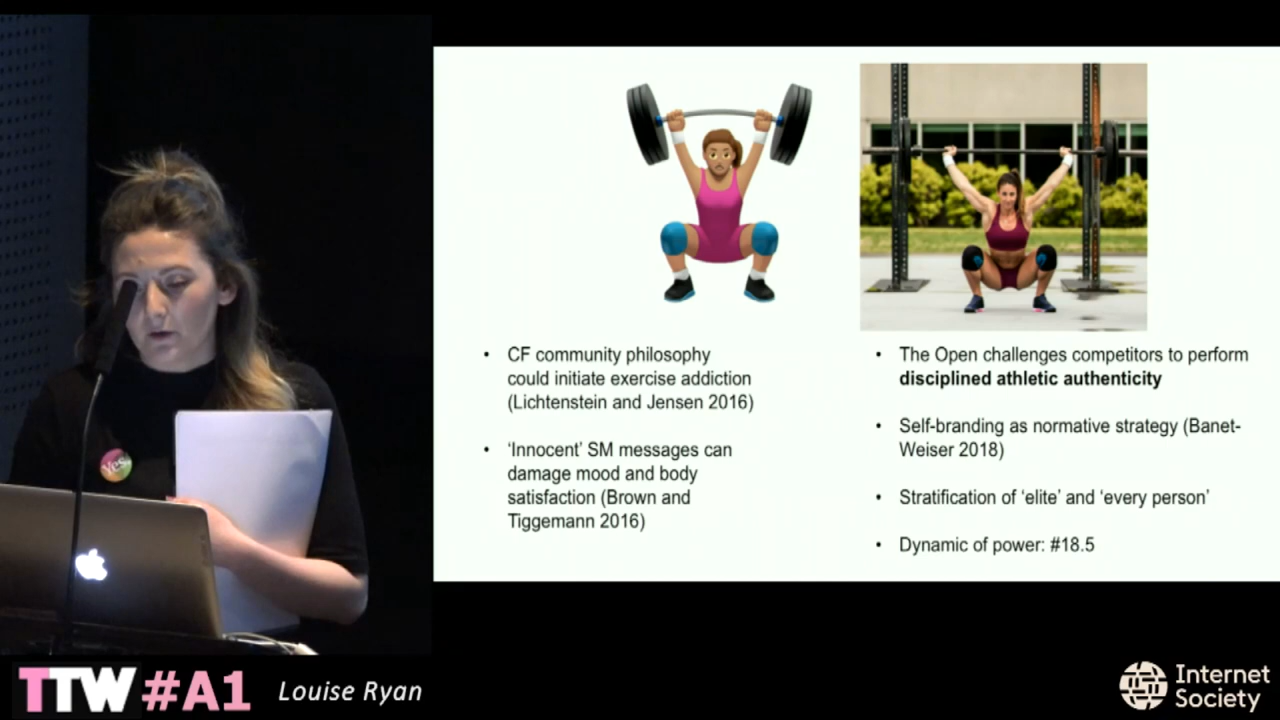 CF community philosophy
could initiate exercise addiction
(Lichtenstein and Jensen 2016)
‘Innocent’ SM messages can
damage mood and body
satisfaction (Brown and
Tiggemann 2016)
The Open challenges competitors to perform
disciplined athletic authenticity
Self-branding as normative strategy (Banet-
Weiser 2018)
Stratification of ‘elite’ and ‘every person’
Dynamic of power: #18.5
Yes
TTW #A1
Louise Ryan
Internet
Society